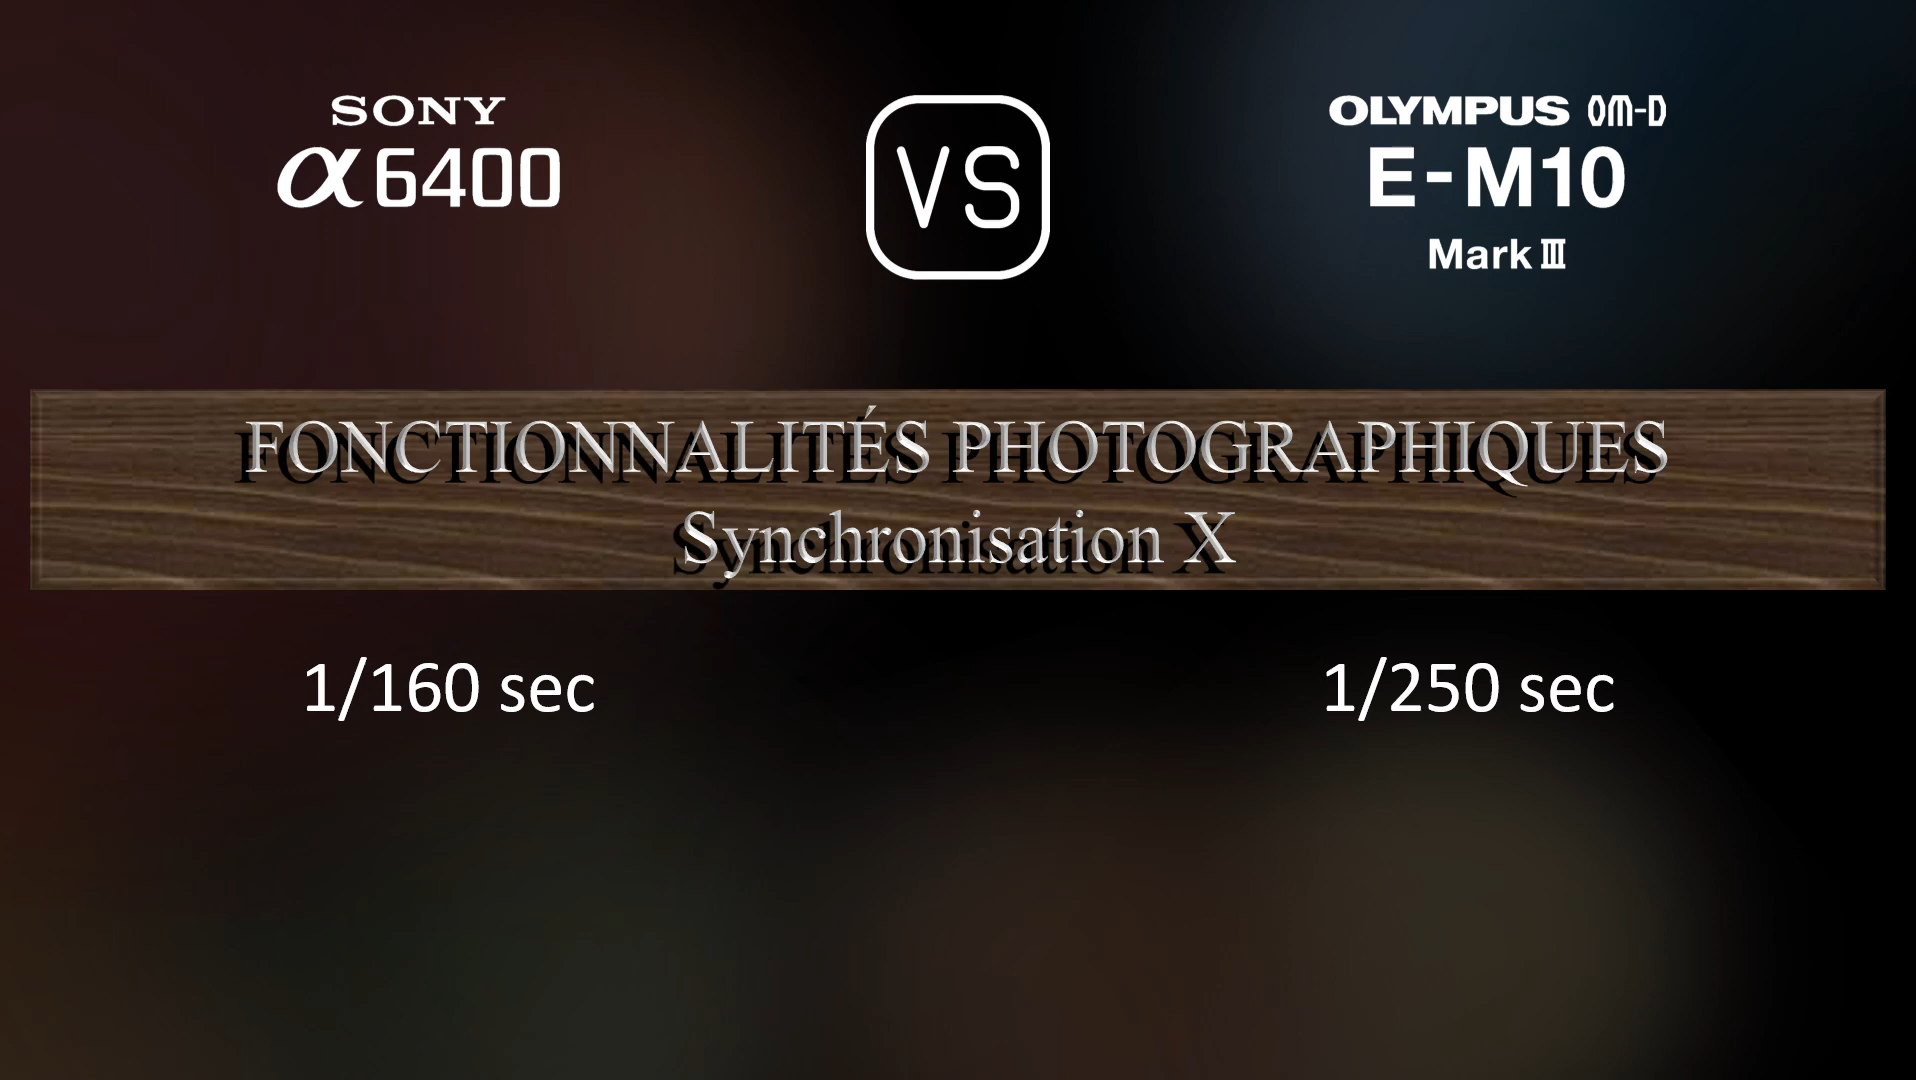 SONY
α6400
VS
OLYMPUS OM-D
E-M10
Mark III
FONCTIONNALITÉS PHOTOGRAPHIQUES
Synchronisation X
1/160 sec
1/250 sec